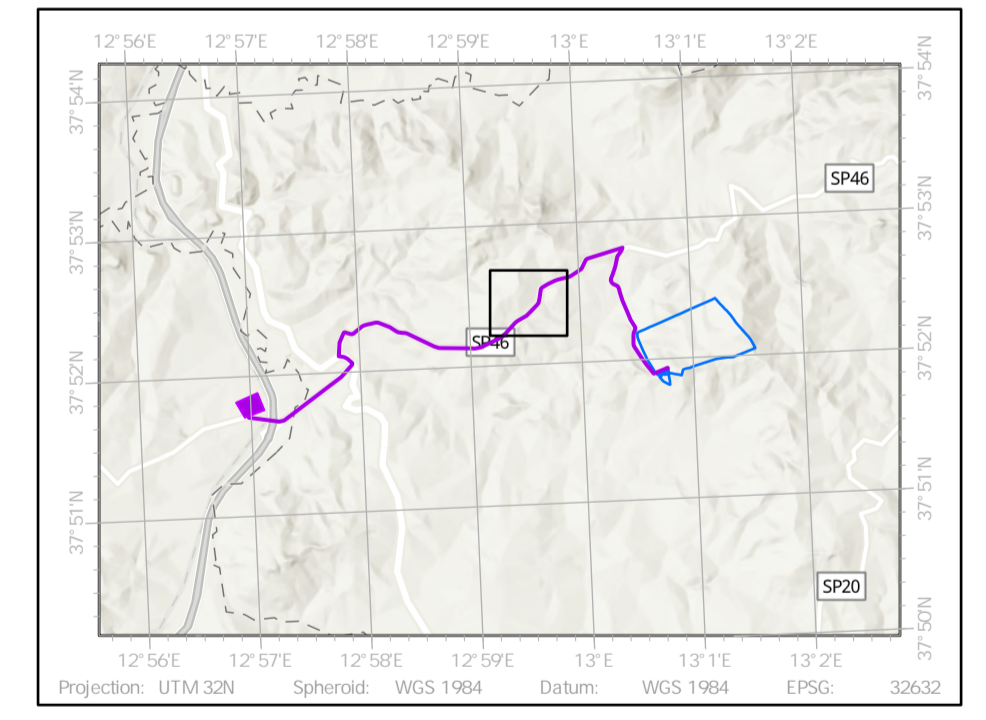 12°56'E 12°57'E 12°58'E 12°59'E 13°E 13°1'E 13°2'E
37°54'N 37°54'N
SP46
37°53'N 37°53'N
SP46
37°52'N 37°52'N
37°51'N 37°51'N
SP20
37°50'N
12°56'E 12°57'E 12°58'E 12°59'E 13°E 13°1'E 13°2'E
Projection: UTM 32N Spheroid: WGS 1984 Datum: WGS 1984 EPSG: 32632